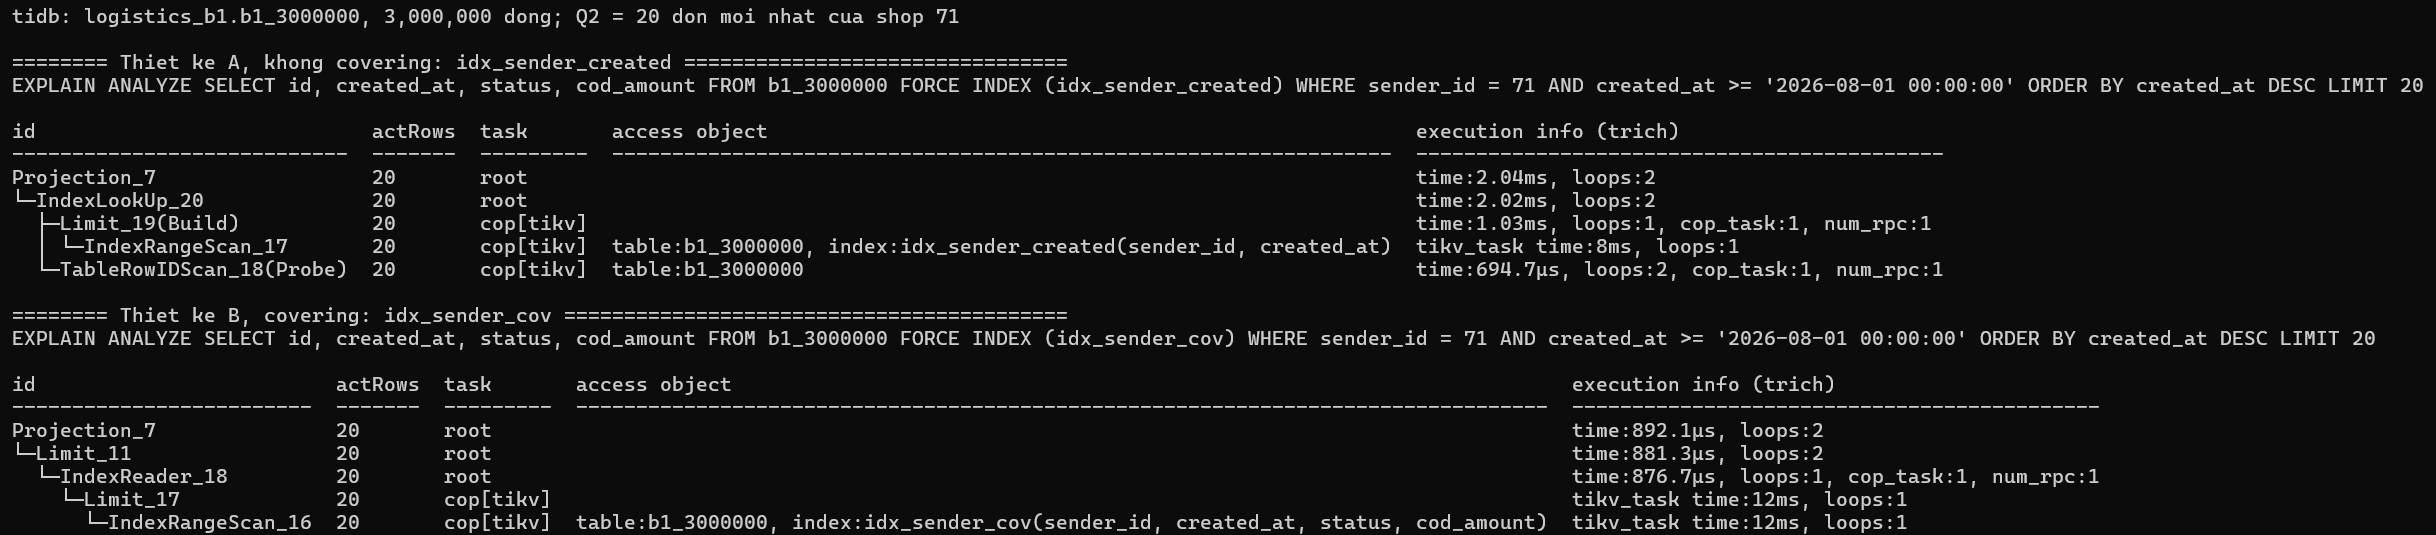 tidb: logistics_b1.b1_3000000, 3,000,000 dong; Q2 = 20 don moi nhat cua shop 71
======== Thiet ke A, khong covering: idx_sender_created ================================
EXPLAIN ANALYZE SELECT id, created_at, status, cod_amount FROM b1_3000000 FORCE INDEX (idx_sender_created) WHERE sender_id = 71 AND created_at >= '2026-08-01 00:00:00' ORDER BY created_at DESC LIMIT 20
id                            actRows  task       access object                                                      execution info (trich)
----------------------------  -------  ---------  -----------------------------------------------------------------  --------------------------------------------
Projection_7                  20       root                                                                          time:2.04ms, loops:2
└─IndexLookUp_20              20       root                                                                          time:2.02ms, loops:2
  ├─Limit_19(Build)           20       cop[tikv]                                                                     time:1.03ms, loops:1, cop_task:1, num_rpc:1
  │ └─IndexRangeScan_17       20       cop[tikv]  table:b1_3000000, index:idx_sender_created(sender_id, created_at)  tikv_task time:8ms, loops:1
  └─TableRowIDScan_18(Probe)  20       cop[tikv]  table:b1_3000000                                                   time:694.7µs, loops:2, cop_task:1, num_rpc:1
======== Thiet ke B, covering: idx_sender_cov ==========================================
EXPLAIN ANALYZE SELECT id, created_at, status, cod_amount FROM b1_3000000 FORCE INDEX (idx_sender_cov) WHERE sender_id = 71 AND created_at >= '2026-08-01 00:00:00' ORDER BY created_at DESC LIMIT 20
id                         actRows  task       access object                                                                      execution info (trich)
-------------------------  -------  ---------  ---------------------------------------------------------------------------------  --------------------------------------------
Projection_7               20       root                                                                                          time:892.1µs, loops:2
└─Limit_11                 20       root                                                                                          time:881.3µs, loops:2
  └─IndexReader_18         20       root                                                                                          time:876.7µs, loops:1, cop_task:1, num_rpc:1
    └─Limit_17             20       cop[tikv]                                                                                     tikv_task time:12ms, loops:1
      └─IndexRangeScan_16  20       cop[tikv]  table:b1_3000000, index:idx_sender_cov(sender_id, created_at, status, cod_amount)  tikv_task time:12ms, loops:1